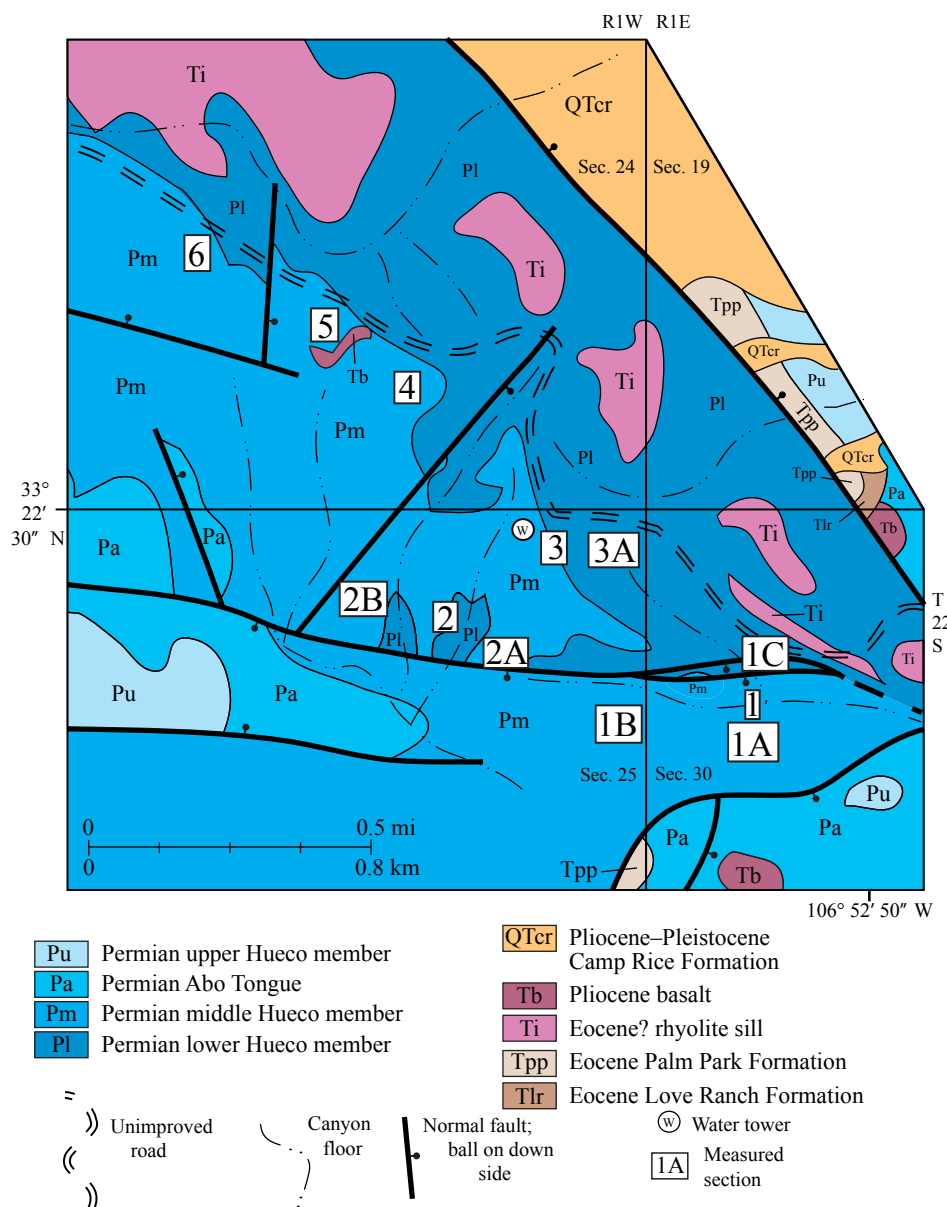 R1W R1E
Ti
QTcr
Sec. 24 Sec. 19
Pl
Pl
6
Pm
Ti
Tpp
5
QTcr
Tb
Pm
4
Ti
Pu
Pm
Pl
Tpp
Pl
QTcr
33°
22′
30″ N
Tpp
Pa
Tlr
Tb
Pa
Pa
W
Ti
3
3A
Pm
2B
2
T
22
S
Pl
Pl
Ti
2A
1C
Ti
Pu
Pa
Pm
Pm
1B
1
1A
Sec. 25 Sec. 30
Pu
0 0.5 mi
0 0.8 km
Pa
Pa
Tpp
Tb
106° 52′ 50″ W
Pu Permian upper Hueco member
Pa Permian Abo Tongue
Pm Permian middle Hueco member
Pl Permian lower Hueco member
QTcr Pliocene–Pleistocene
Camp Rice Formation
Tb Pliocene basalt
Ti Eocene? rhyolite sill
Tpp Eocene Palm Park Formation
Tlr Eocene Love Ranch Formation
Unimproved
road
Canyon
floor
Normal fault;
ball on down
side
W Water tower
1A Measured
section